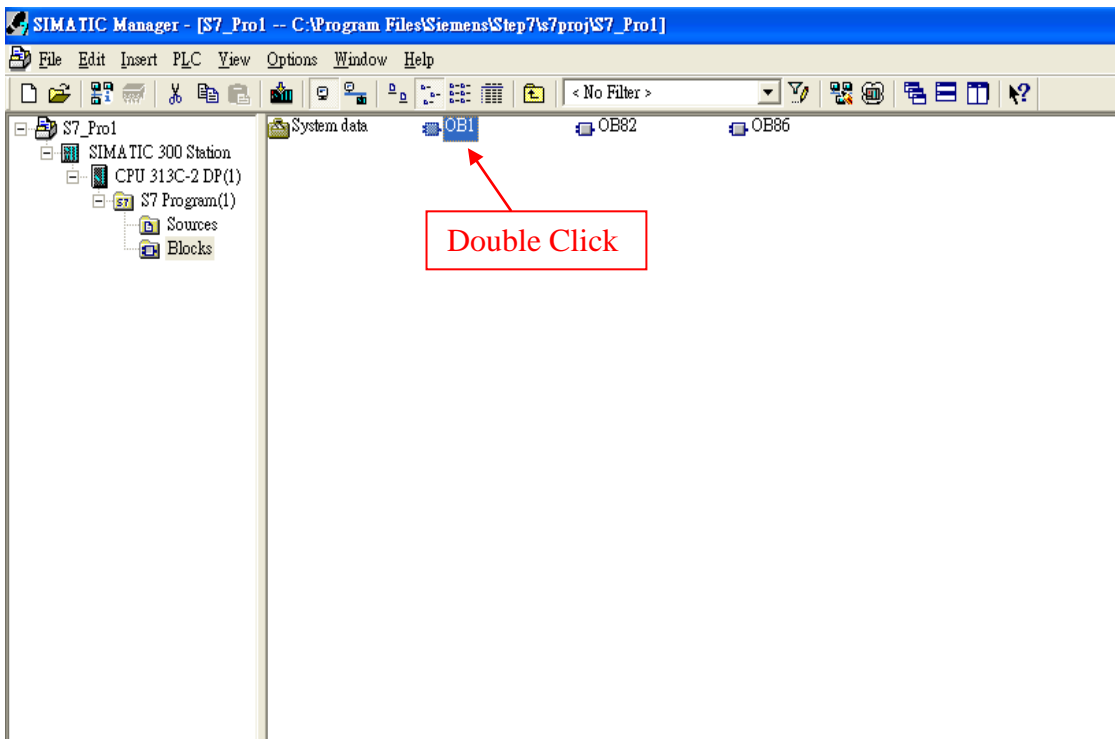 SIMATIC Manager - [S7_Pro1 -- C:\Program Files\Siemens\Step7\s7proj\S7_Pro1]
File Edit Insert PLC View Options Window Help
< No Filter >
S7_Pro1
SIMATIC 300 Station
CPU 313C-2 DP(1)
S7 Program(1)
Sources
Blocks
System data OB1 OB82 OB86
Double Click